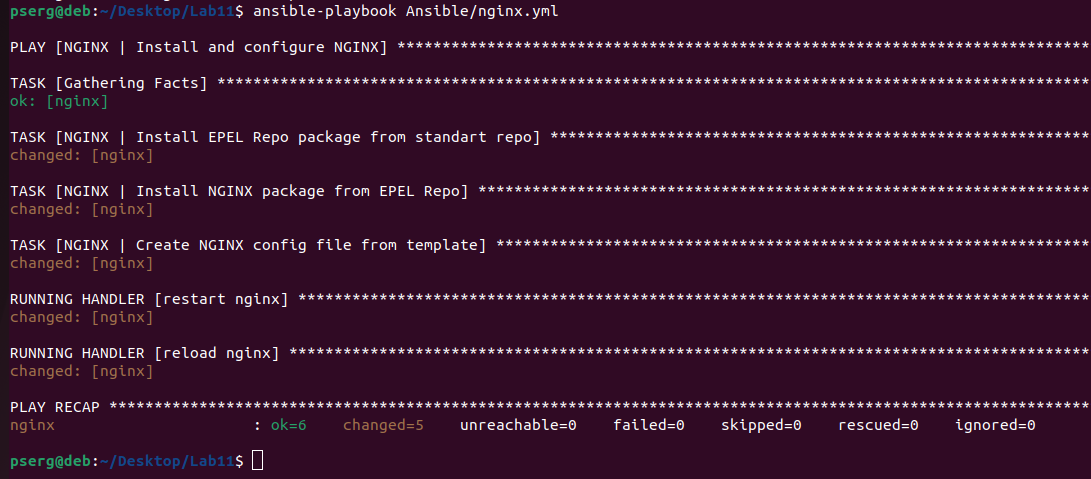 pserg@deb:~/Desktop/Lab11$ ansible-playbook Ansible/nginx.yml
PLAY [NGINX | Install and configure NGINX] *****************************************************************************
TASK [Gathering Facts] *************************************************************************************************
ok: [nginx]
TASK [NGINX | Install EPEL Repo package from standart repo] ************************************************************
changed: [nginx]
TASK [NGINX | Install NGINX package from EPEL Repo] ********************************************************************
changed: [nginx]
TASK [NGINX | Create NGINX config file from template] ******************************************************************
changed: [nginx]
RUNNING HANDLER [restart nginx] ****************************************************************************************
changed: [nginx]
RUNNING HANDLER [reload nginx] *****************************************************************************************
changed: [nginx]
PLAY RECAP *************************************************************************************************************
nginx                      : ok=6    changed=5    unreachable=0    failed=0    skipped=0    rescued=0    ignored=0
pserg@deb:~/Desktop/Lab11$